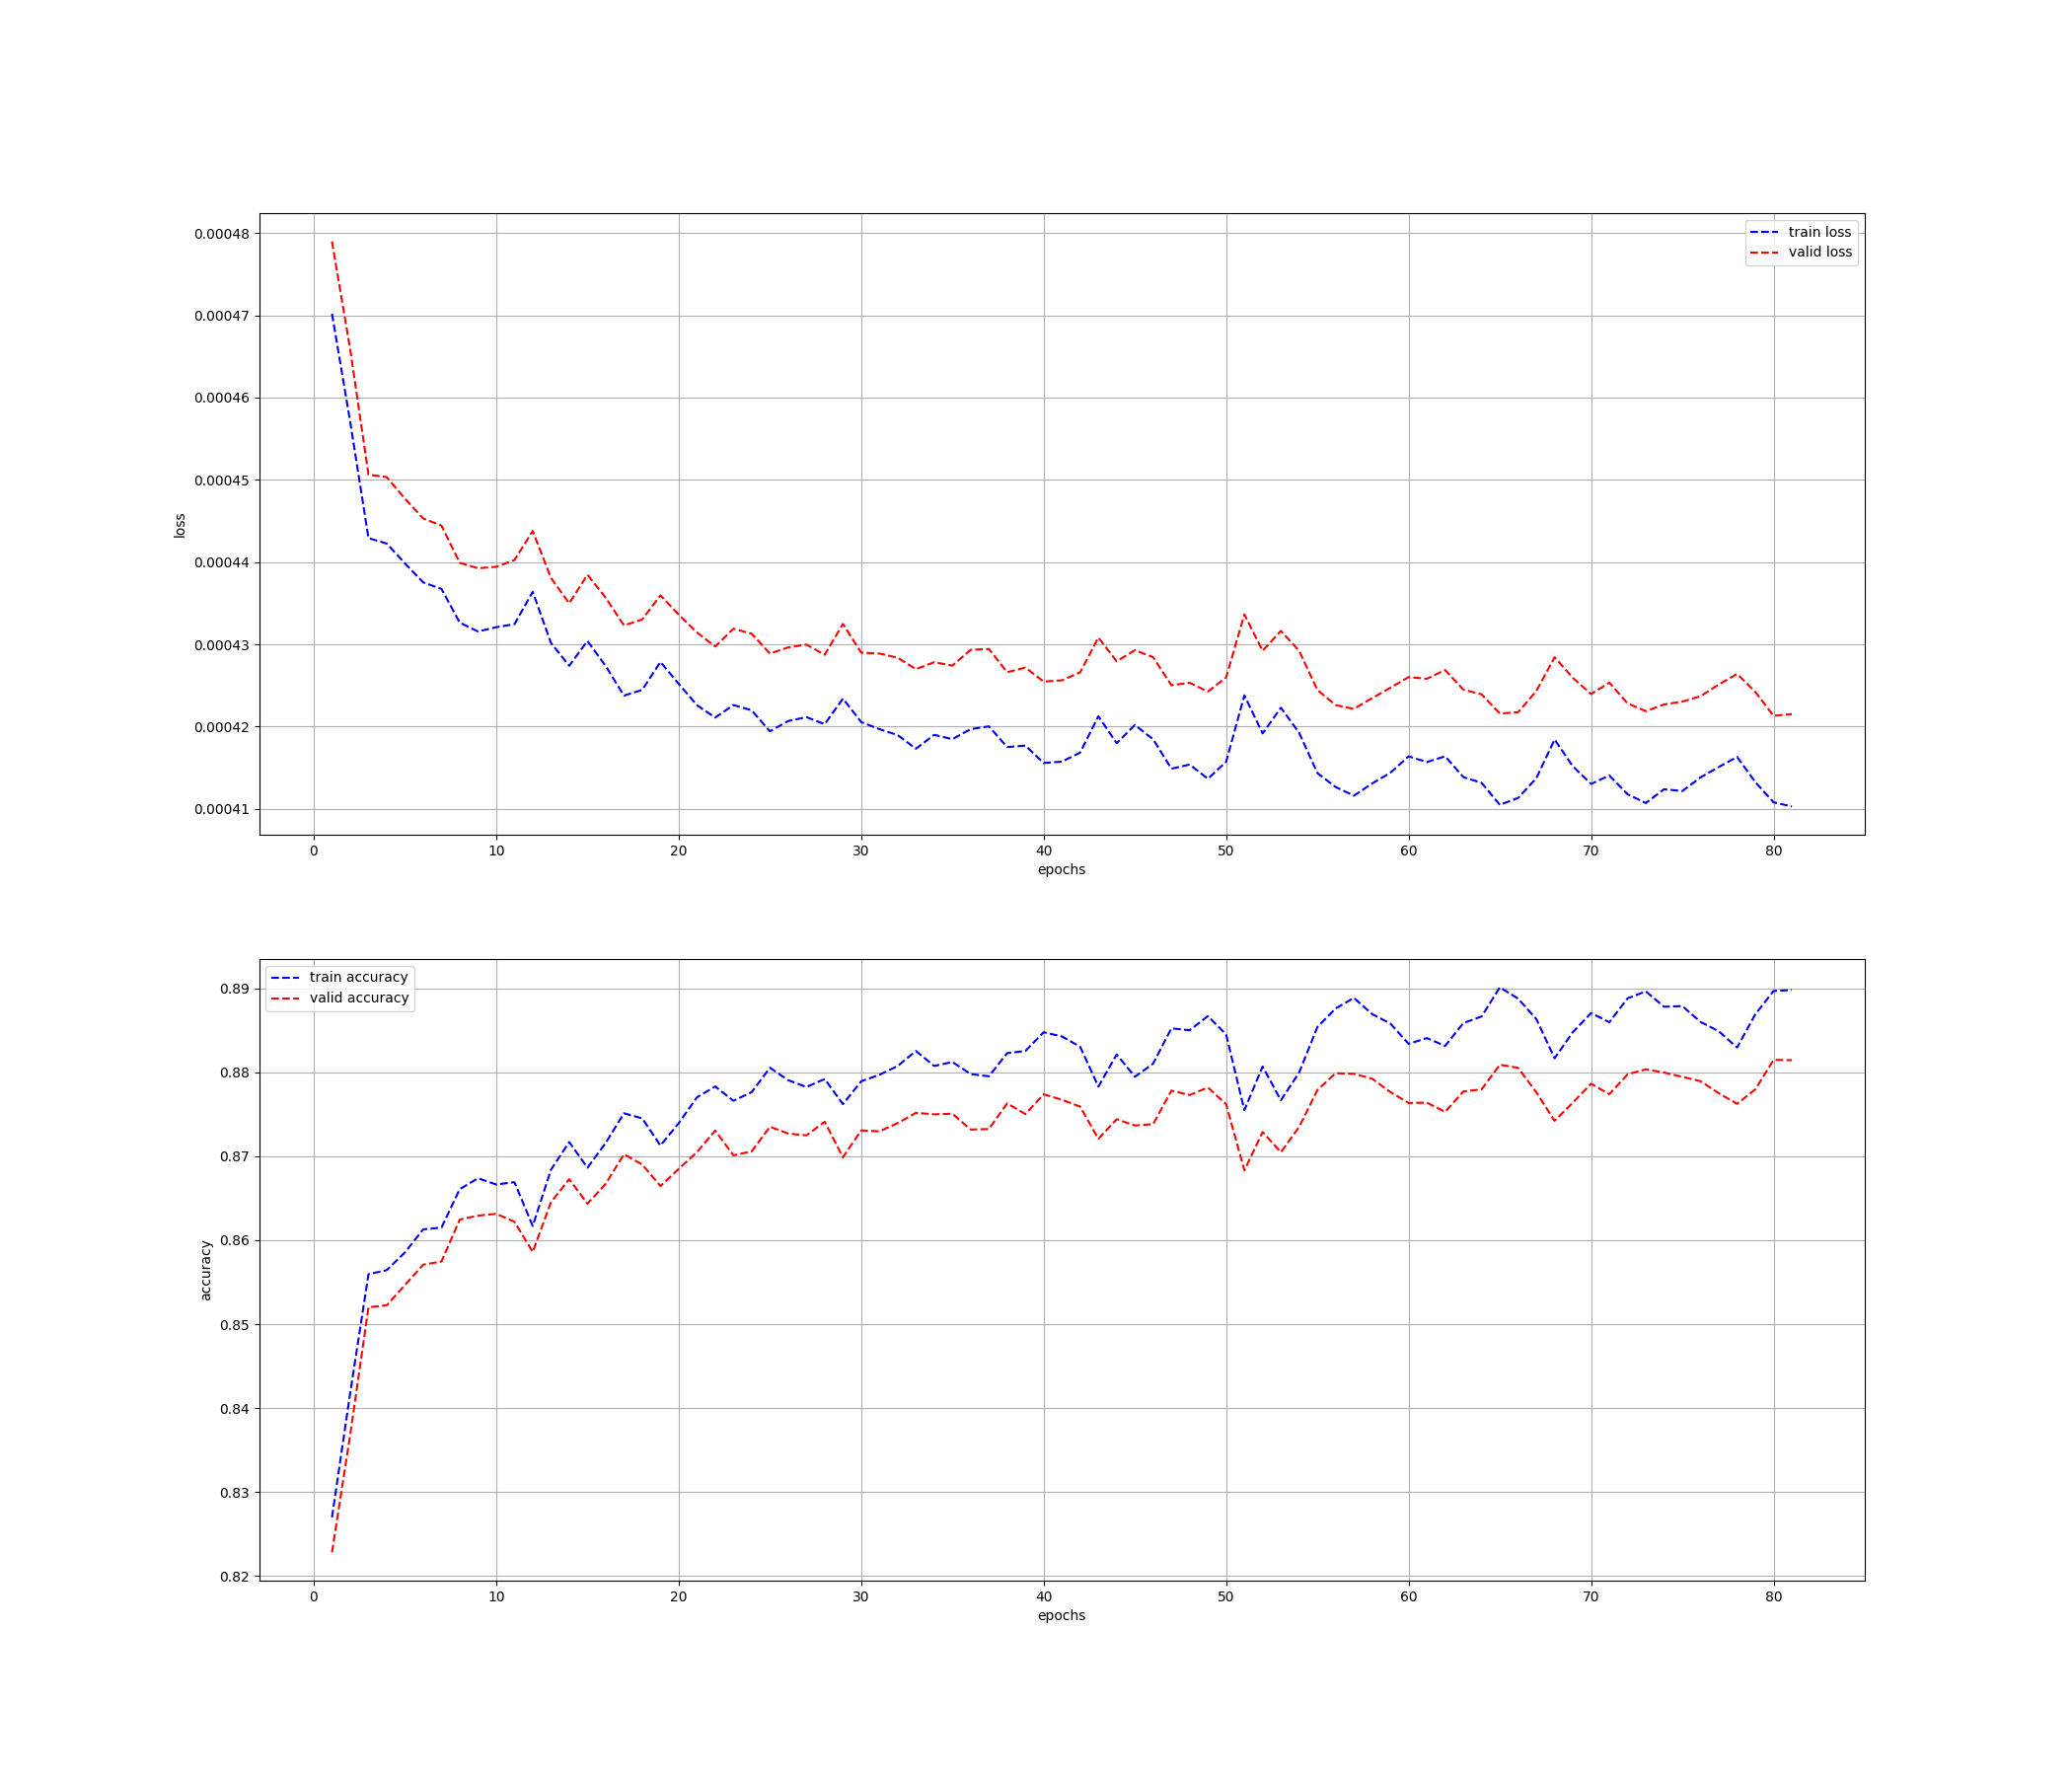 train loss
valid loss
0.00048
0.00047
0.00046
0.00045
0.00044
0.00043
0.00042
0.00041
loss
0 10 20 30 40 50 60 70 80
epochs
train accuracy
valid accuracy
0.89
0.88
0.87
0.86
0.85
0.84
0.83
0.82
accuracy
0 10 20 30 40 50 60 70 80
epochs